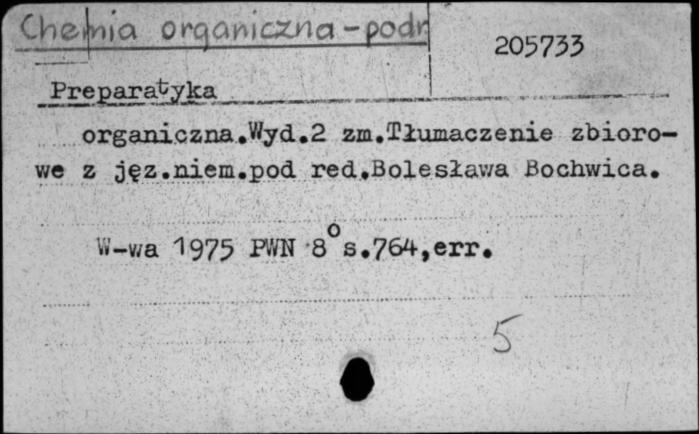 Chemia organiczna-podr
205733
Preparatyka
organiczna.Wyd.2 zm.Tłumaczenie zbioro-
we z jęz.niem.pod red.Bolesława Bochwica.
W-wa 1975 PWN 8° s.764,err.
5